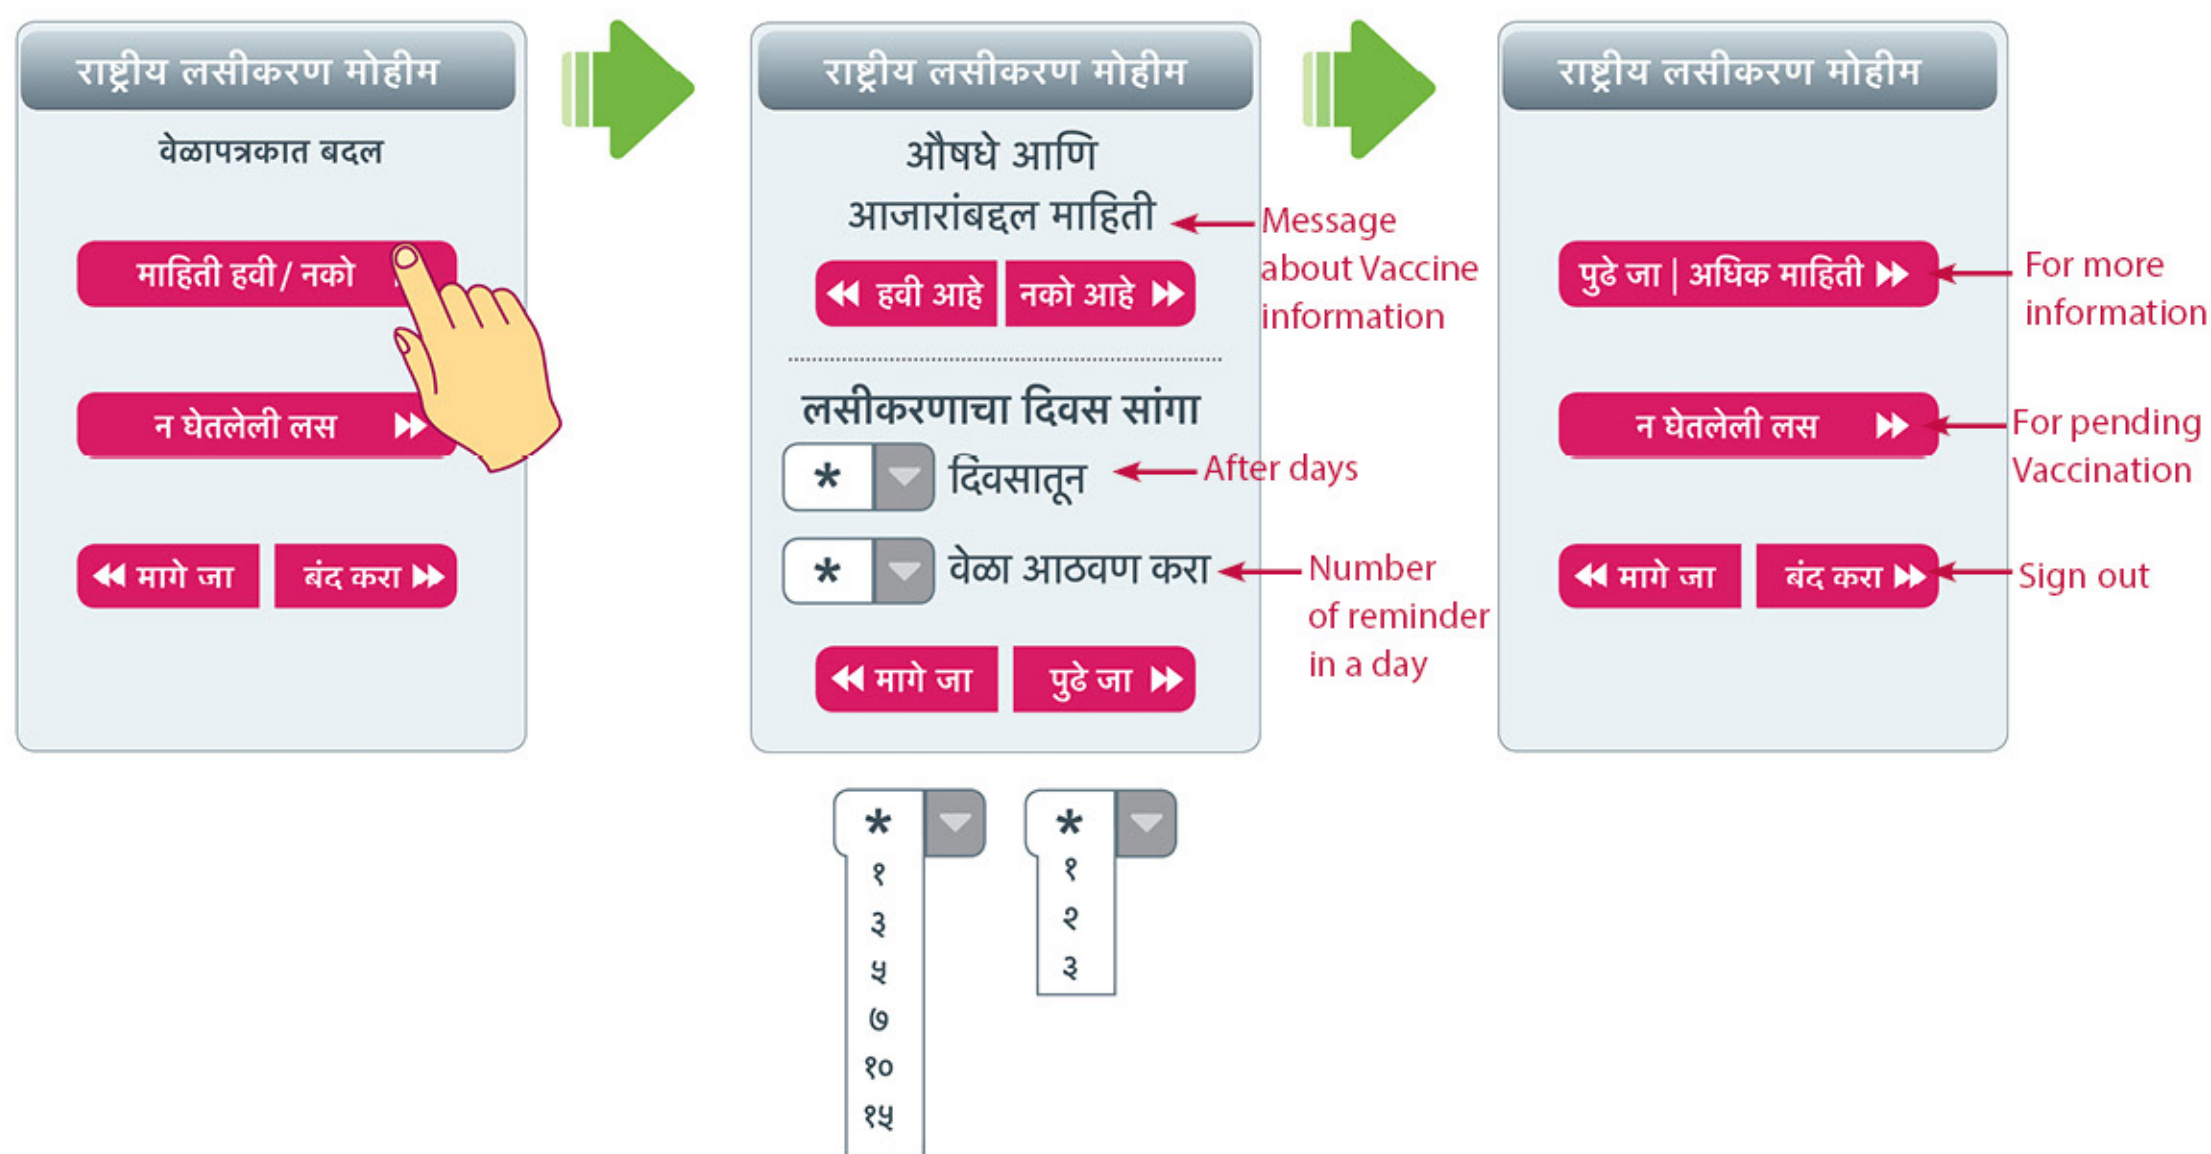 राष्ट्रीय लसीकरण मोहीम
वेळापत्रकात बदल
माहिती हवी/ नको
न घेतलेली लस
मागे जा
बंद करा
राष्ट्रीय लसीकरण मोहीम
औषधे आणि
आजारांबद्दल माहिती
हवी आहे
नको आहे
लसीकरणाचा दिवस सांगा
* दिवसातून
* वेळा आठवण करा
मागे जा
पुढे जा
Message
about Vaccine
information
After days
Number
of reminder
in a day
*
१
३
५
७
१०
१५
*
१
२
३
राष्ट्रीय लसीकरण मोहीम
पुढे जा | अधिक माहिती
न घेतलेली लस
मागे जा
बंद करा
For more
information
For pending
Vaccination
Sign out